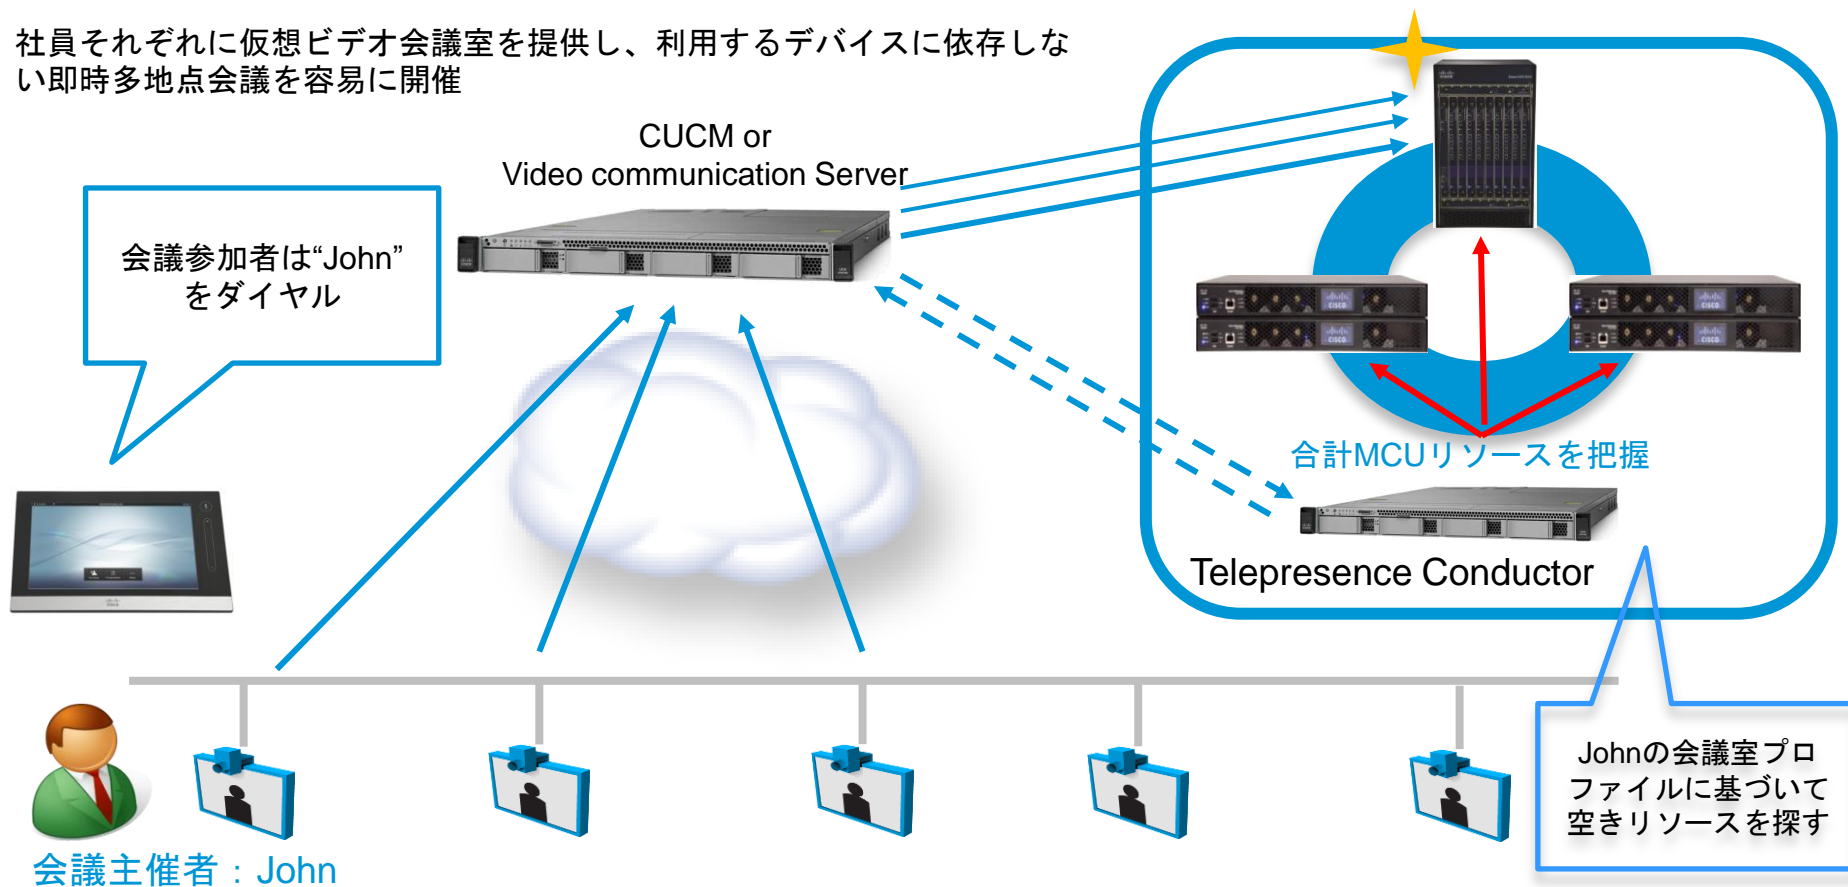 社員それぞれに仮想ビデオ会議室を提供し、利用するデバイスに依存しな
い即時多地点会議を容易に開催
CUCM or
Video communication Server
会議参加者は“John”
をダイヤル
CISCO
CISCO
CISCO
CISCO
合計MCUリソースを把握
Telepresence Conductor
Johnの会議室プロ
ファイルに基づいて
空きリソースを探す
会議主催者：John